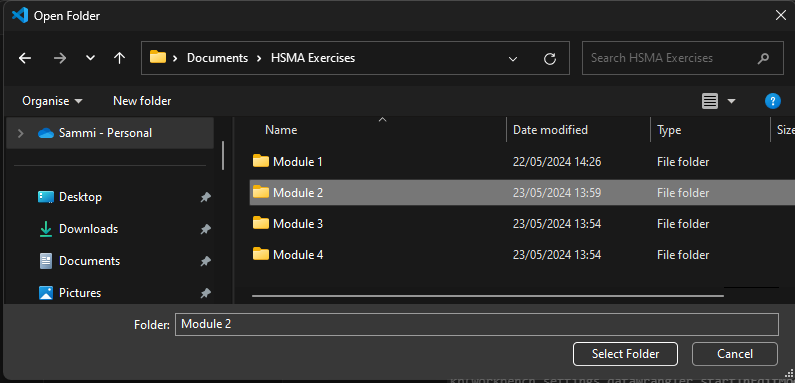 Open Folder
Documents HSMA Exercises
Search HSMA Exercises
Organise New folder
Sammi - Personal
Desktop
Downloads
Documents
Pictures
Name Date modified Type Size
Module 1 22/05/2024 14:26 File folder
Module 2 23/05/2024 13:59 File folder
Module 3 23/05/2024 13:54 File folder
Module 4 23/05/2024 13:54 File folder
Folder: Module 2
Select Folder Cancel